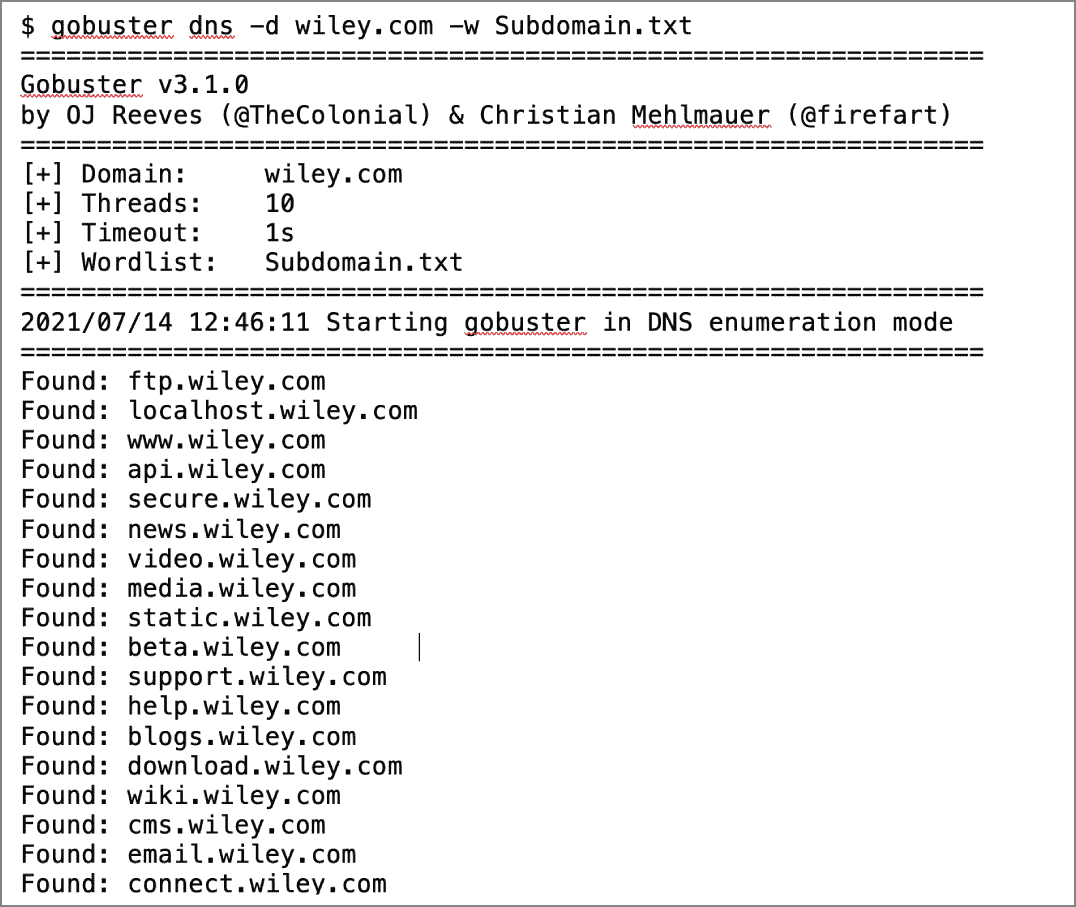 $ gobuster dns -d wiley.com -w Subdomain.txt
===============================================================
Gobuster v3.1.0
by OJ Reeves (@TheColonial) & Christian Mehlmauer (@firefart)
===============================================================
[+] Domain:     wiley.com
[+] Threads:    10
[+] Timeout:    1s
[+] Wordlist:   Subdomain.txt
===============================================================
2021/07/14 12:46:11 Starting gobuster in DNS enumeration mode
===============================================================
Found: ftp.wiley.com
Found: localhost.wiley.com
Found: www.wiley.com
Found: api.wiley.com
Found: secure.wiley.com
Found: news.wiley.com
Found: video.wiley.com
Found: media.wiley.com
Found: static.wiley.com
Found: beta.wiley.com
Found: support.wiley.com
Found: help.wiley.com
Found: blogs.wiley.com
Found: download.wiley.com
Found: wiki.wiley.com
Found: cms.wiley.com
Found: email.wiley.com
Found: connect.wiley.com